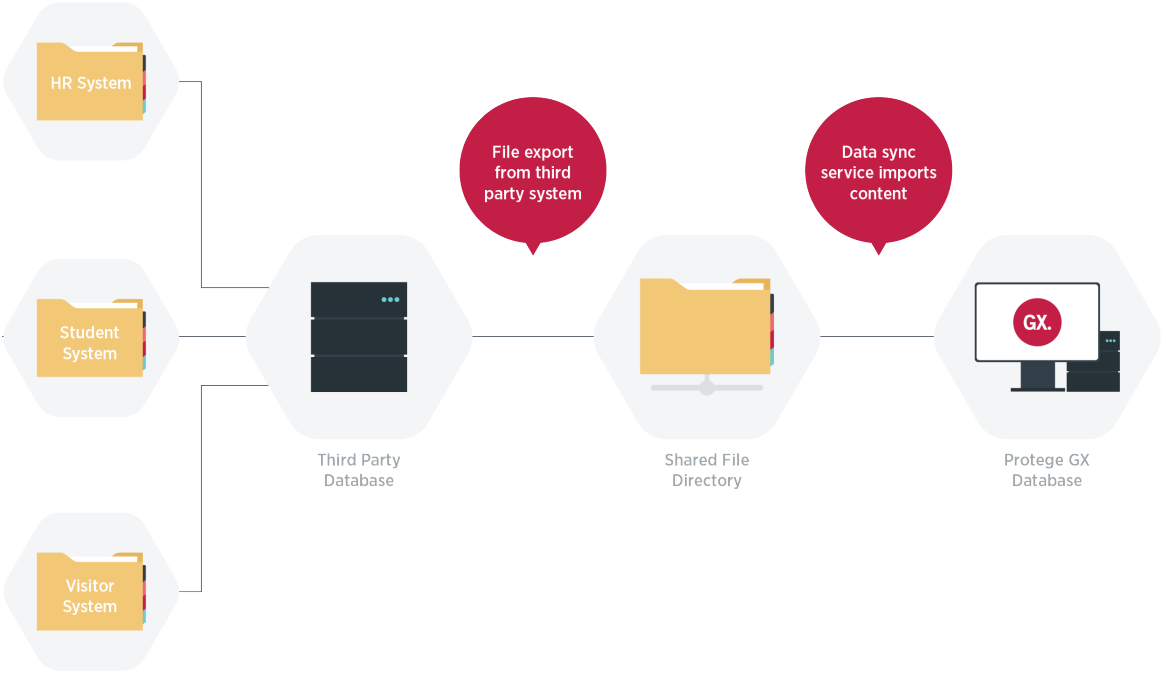 HR System
File export
from third
party system
Data sync
service imports
content
Student
System
GX.
Third Party
Database
Shared File
Directory
Protege GX
Database
Visitor
System